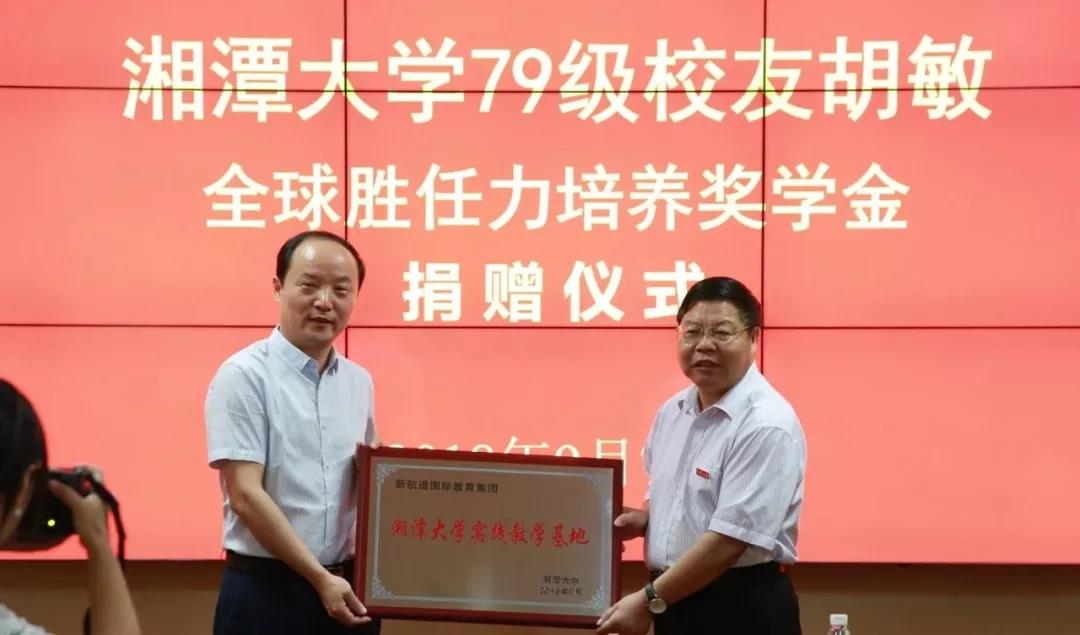 湘潭大学79级校友胡敏
全球胜任力培养奖学金
捐赠仪式
新航道国际教育集团
湘潭大学实践教学基地
湘潭大学